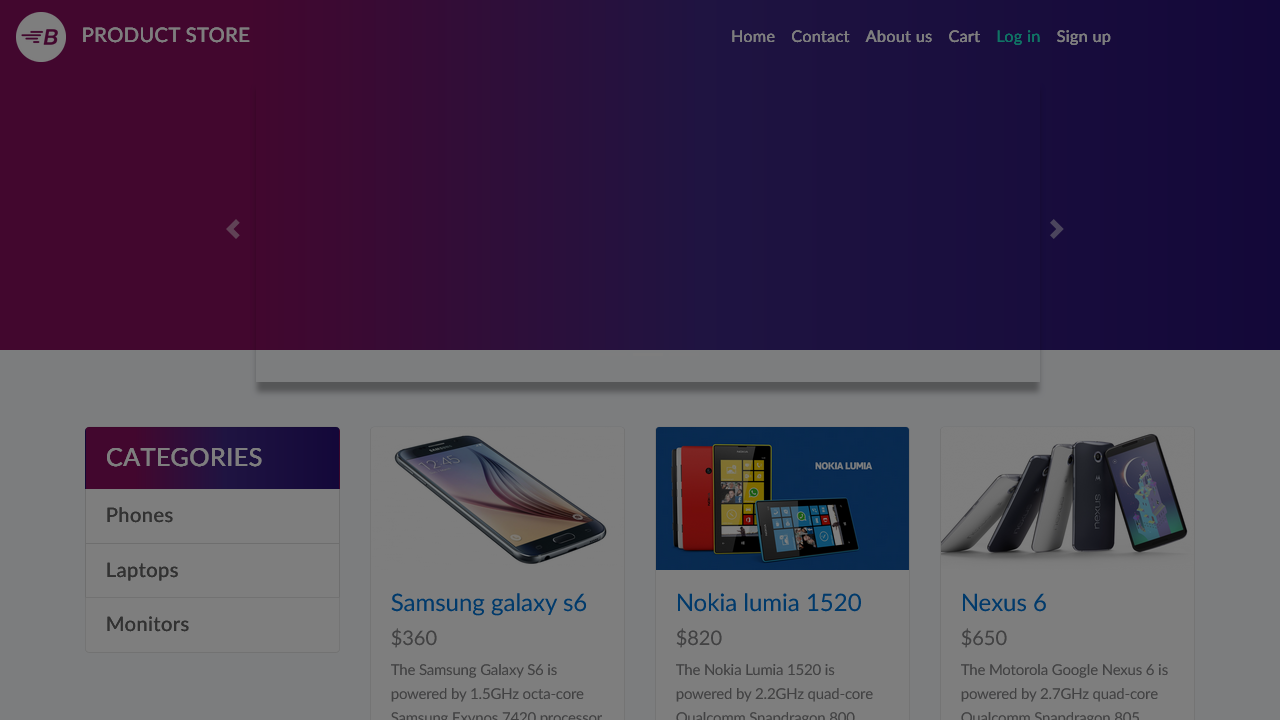 B PRODUCT STORE
Home Contact About us Cart Log in Sign up
CATEGORIES
Phones
Laptops
Monitors
NOKIA LUMIA
nexus
Samsung galaxy s6
$360
The Samsung Galaxy S6 is
powered by 1.5GHz octa-core
Samsung Exynos 7420 processor
Nokia lumia 1520
$820
The Nokia Lumia 1520 is
powered by 2.2GHz quad-core
Qualcomm Snapdragon 800
Nexus 6
$650
The Motorola Google Nexus 6 is
powered by 2.7GHz quad-core
Qualcomm Snapdragon 805